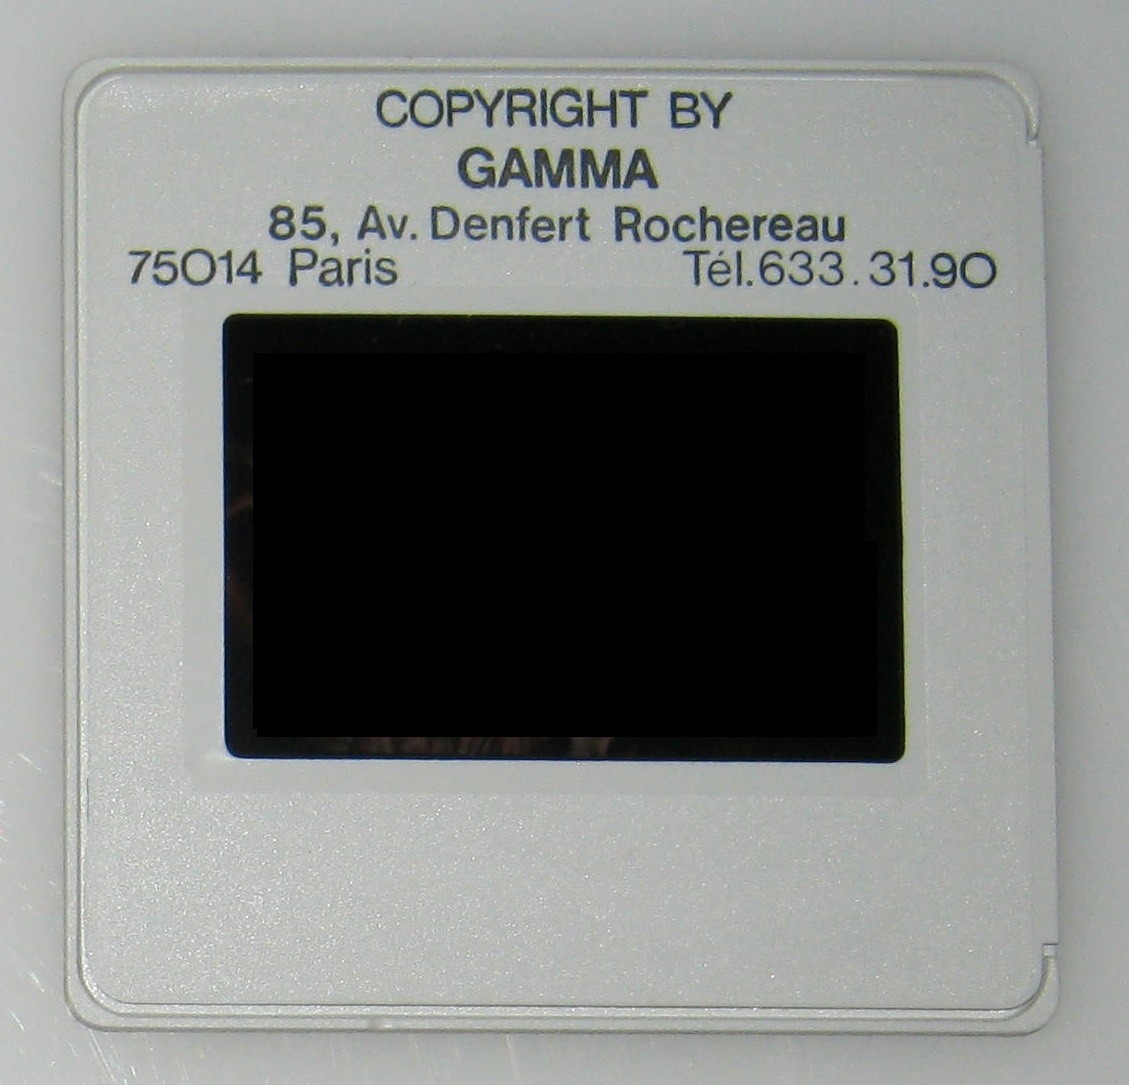 COPYRIGHT BY
GAMMA
85, Av. Denfert Rochereau
75014 Paris Tél. 633.31.90